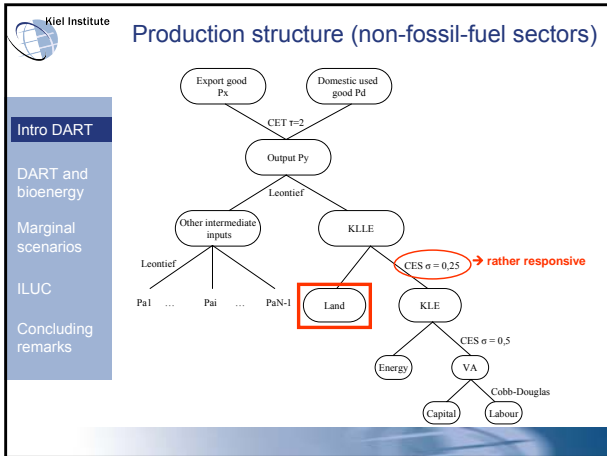 Kiel Institute
Production structure (non-fossil-fuel sectors)
Intro DART
DART and
bioenergy
Marginal
scenarios
ILUC
Concluding
remarks
Export good
Px
Domestic used
good Pd
CET τ=2
Output Py
Leontief
Other intermediate
inputs
KLLE
Leontief
CES σ = 0,25
→ rather responsive
Pa1 ... Pai ... PaN-1
Land
KLE
CES σ = 0,5
Energy
VA
Cobb-Douglas
Capital
Labour